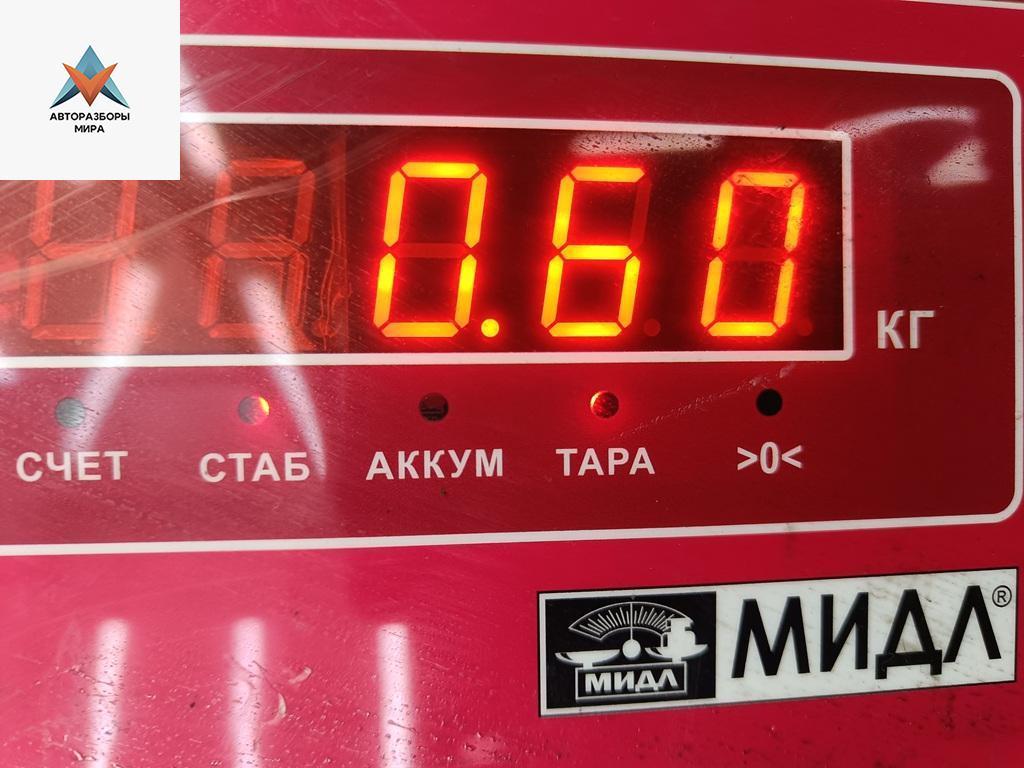 АВТОРАЗБОРЫ
МИРА
0.60
КГ
СЧЕТ СТАБ АККУМ ТАРА >0<
МИДЛ МИДЛ®